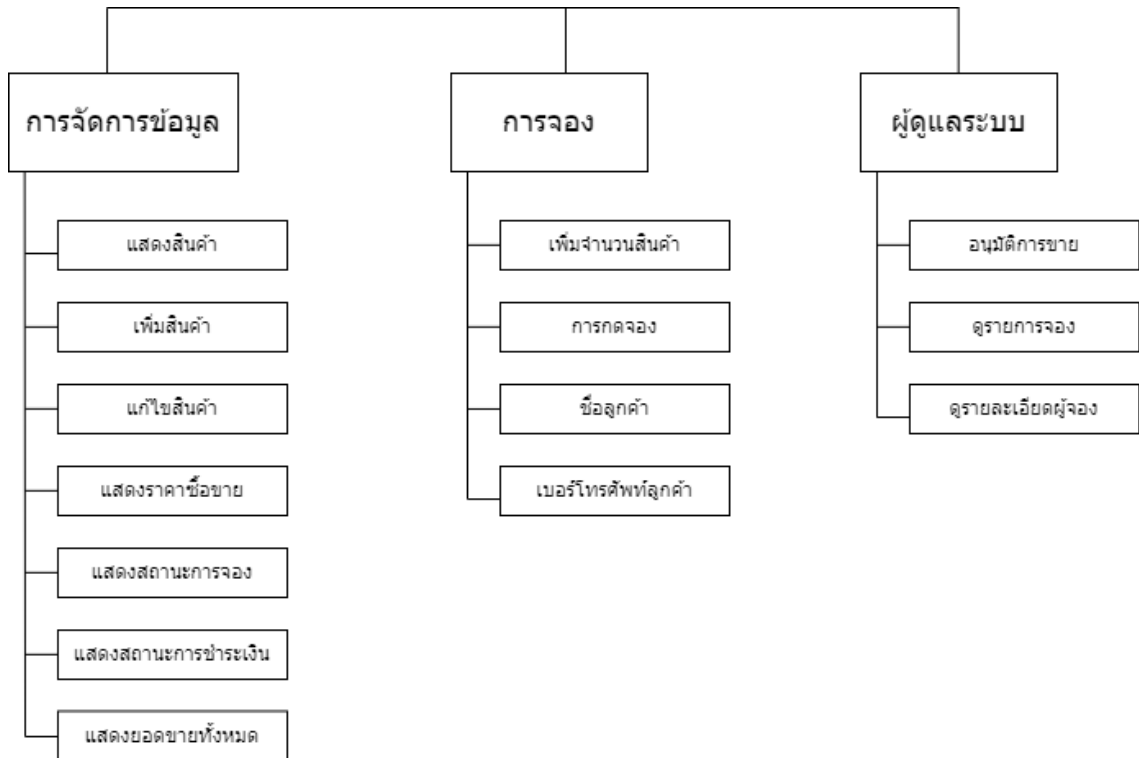 การจัดการข้อมูล
แสดงสินค้า
เพิ่มสินค้า
แก้ไขสินค้า
แสดงราคาซื้อขาย
แสดงสถานะการจอง
แสดงสถานะการชำระเงิน
แสดงยอดขายทั้งหมด
การจอง
เพิ่มจำนวนสินค้า
การกดจอง
ชื่อลูกค้า
เบอร์โทรศัพท์ลูกค้า
ผู้ดูแลระบบ
อนุมัติการขาย
ดูรายการจอง
ดูรายละเอียดผู้จอง